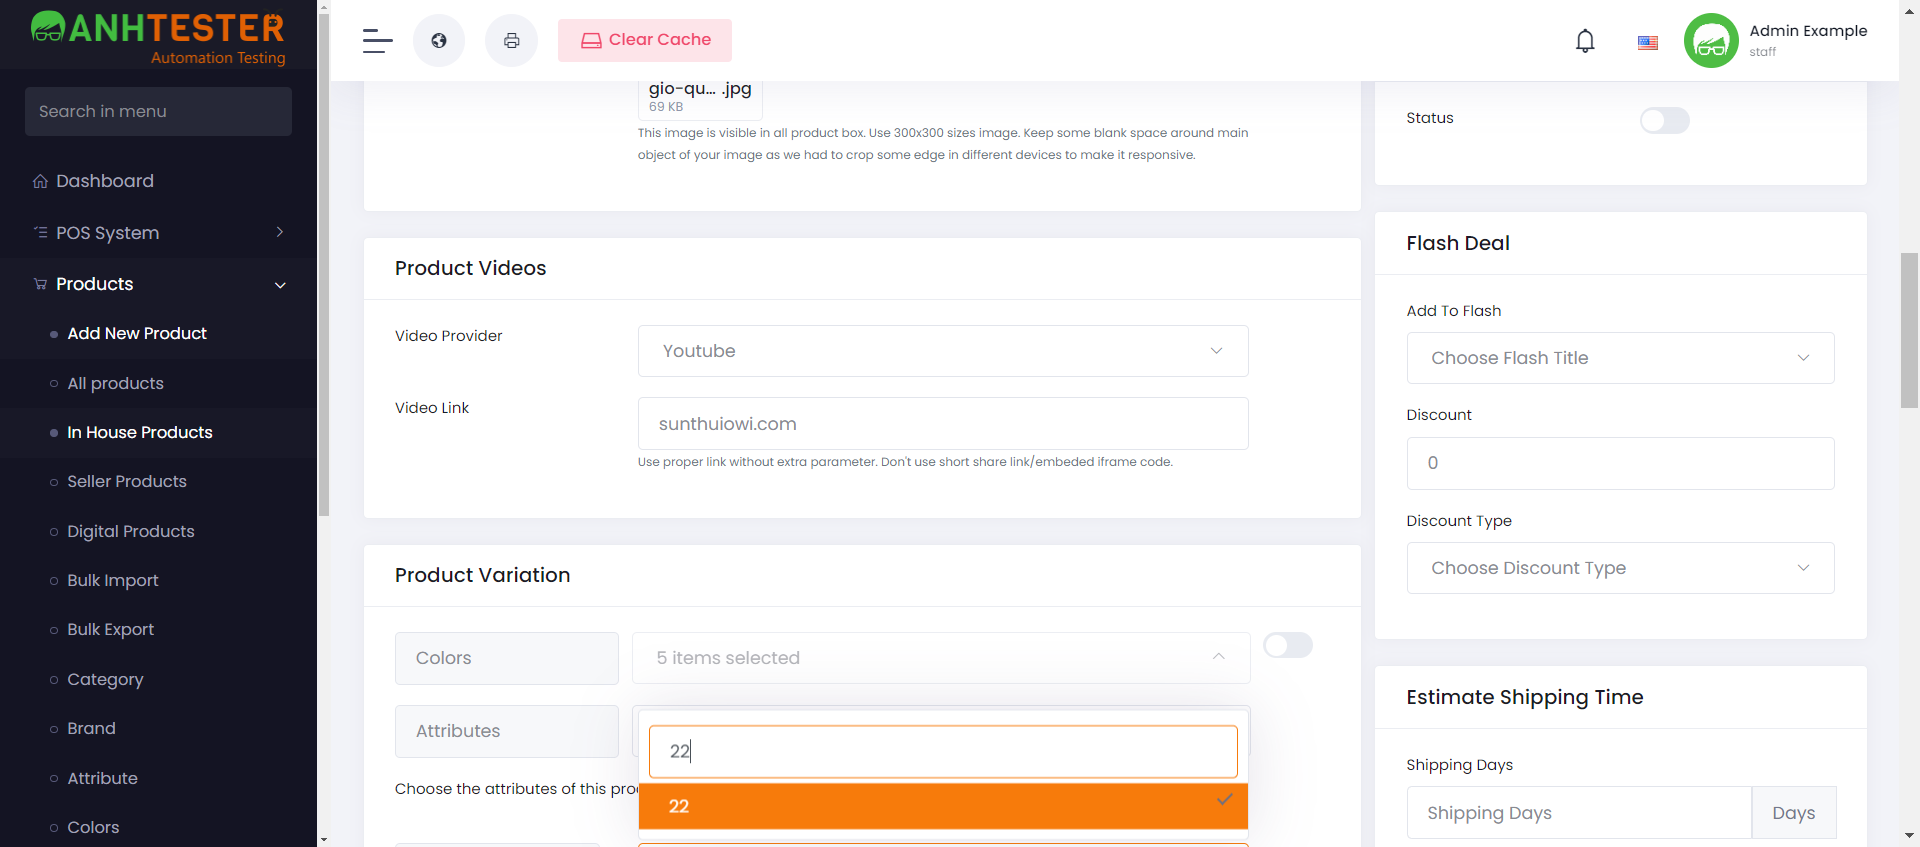 ANHTESTER
Automation Testing
Search in menu
Dashboard
POS System
Products
Add New Product
All products
In House Products
Seller Products
Digital Products
Bulk Import
Bulk Export
Category
Brand
Attribute
Colors
Clear Cache
Admin Example
staff
gio-qu... .jpg
69 KB
This image is visible in all product box. Use 300x300 sizes image. Keep some blank space around main
object of your image as we had to crop some edge in different devices to make it responsive.
Product Videos
Video Provider
Youtube
Video Link
sunthuiowi.com
Use proper link without extra parameter. Don't use short share link/embeded iframe code.
Product Variation
Colors
5 items selected
Attributes
22
Choose the attributes of this pro
22
Status
Flash Deal
Add To Flash
Choose Flash Title
Discount
0
Discount Type
Choose Discount Type
Estimate Shipping Time
Shipping Days
Shipping Days
Days